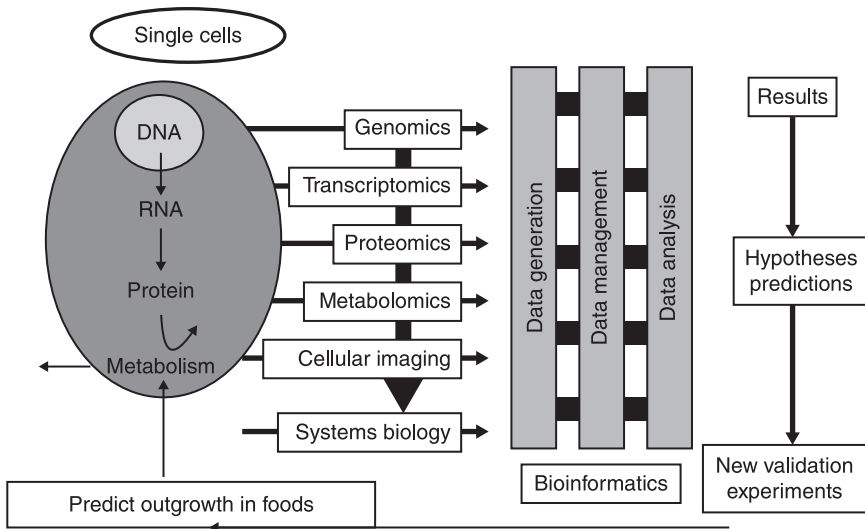 Single cells
DNA
RNA
Protein
Metabolism
Genomics
Transcriptomics
Proteomics
Metabolomics
Cellular imaging
Systems biology
Data generation
Data management
Data analysis
Bioinformatics
Results
Hypotheses
predictions
New validation
experiments
Predict outgrowth in foods